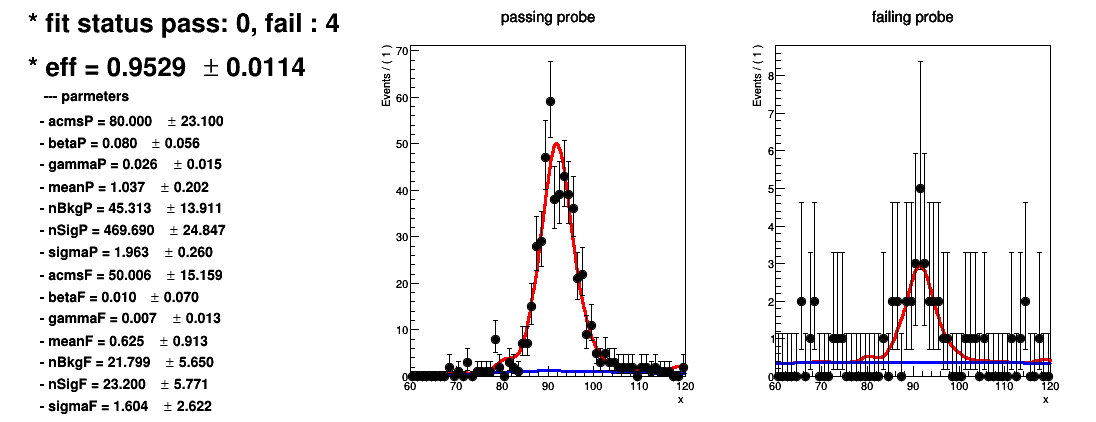 * fit status pass: 0, fail : 4
* eff = 0.9529 ± 0.0114
--- parmeters
- acmsP = 80.000 ± 23.100
- betaP = 0.080 ± 0.056
- gammaP = 0.026 ± 0.015
- meanP = 1.037 ± 0.202
- nBkgP = 45.313 ± 13.911
- nSigP = 469.690 ± 24.847
- sigmaP = 1.963 ± 0.260
- acmsF = 50.006 ± 15.159
- betaF = 0.010 ± 0.070
- gammaF = 0.007 ± 0.013
- meanF = 0.625 ± 0.913
- nBkgF = 21.799 ± 5.650
- nSigF = 23.200 ± 5.771
- sigmaF = 1.604 ± 2.622
passing probe
Events / ( 1 )
70
60
50
40
30
20
10
0
60 70 80 90 100 110 120
x
failing probe
Events / ( 1 )
8
7
6
5
4
3
2
1
0
60 70 80 90 100 110 120
x